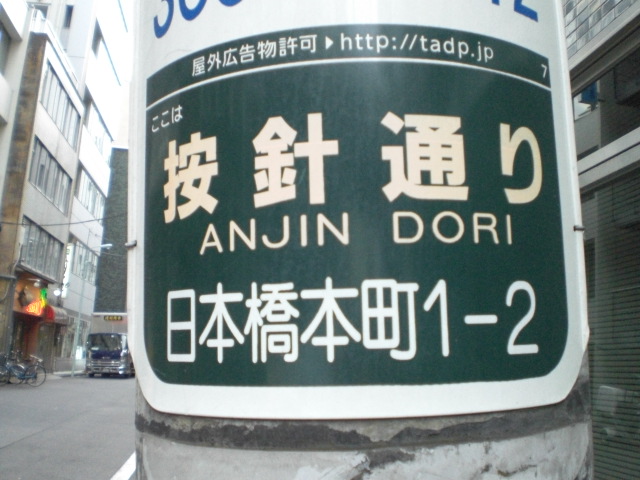 屋外広告物許可▶http://tadp.jp
7
ここは
按針通り
ANJIN DORI
日本橋本町1-2